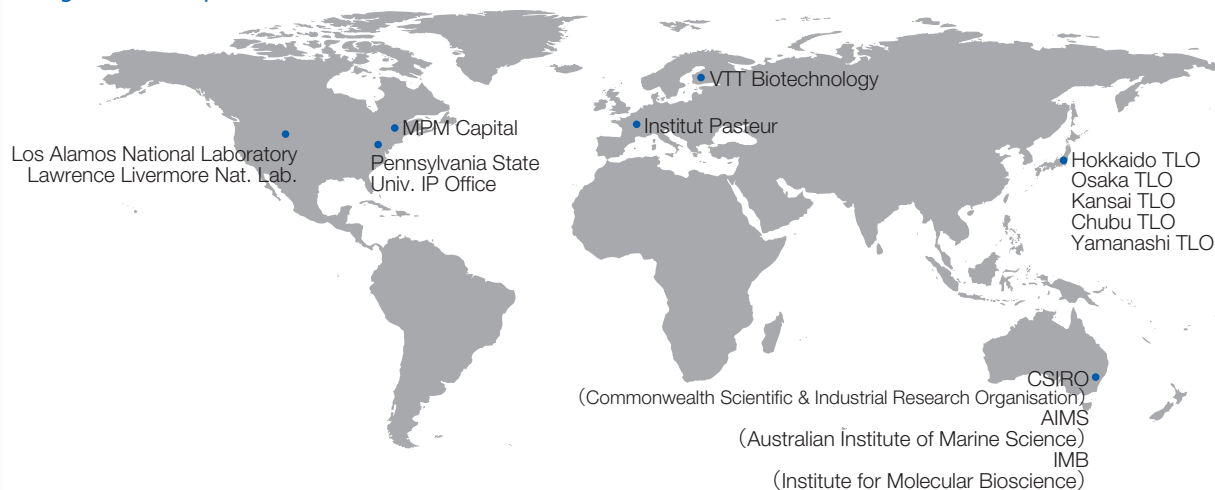 VTT Biotechnology
MPM Capital
Institut Pasteur
Los Alamos National Laboratory
Lawrence Livermore Nat. Lab.
Pennsylvania State
Univ. IP Office
Hokkaido TLO
Osaka TLO
Kansai TLO
Chubu TLO
Yamanashi TLO
CSIRO
(Commonwealth Scientific & Industrial Research Organisation)
AIMS
(Australian Institute of Marine Science)
IMB
(Institute for Molecular Bioscience)